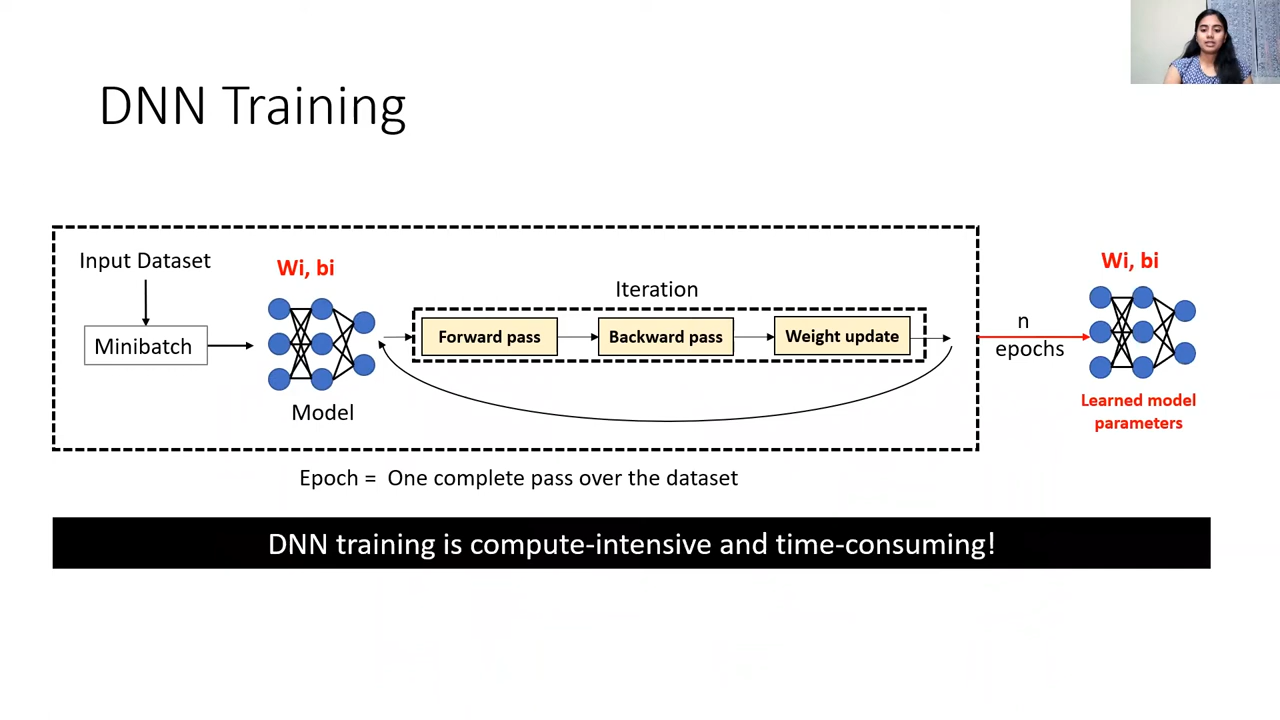 DNN Training
Input Dataset
Minibatch
Wi, bi
Model
Iteration
Forward pass
Backward pass
Weight update
n
epochs
Wi, bi
Learned model
parameters
Epoch = One complete pass over the dataset
DNN training is compute-intensive and time-consuming!